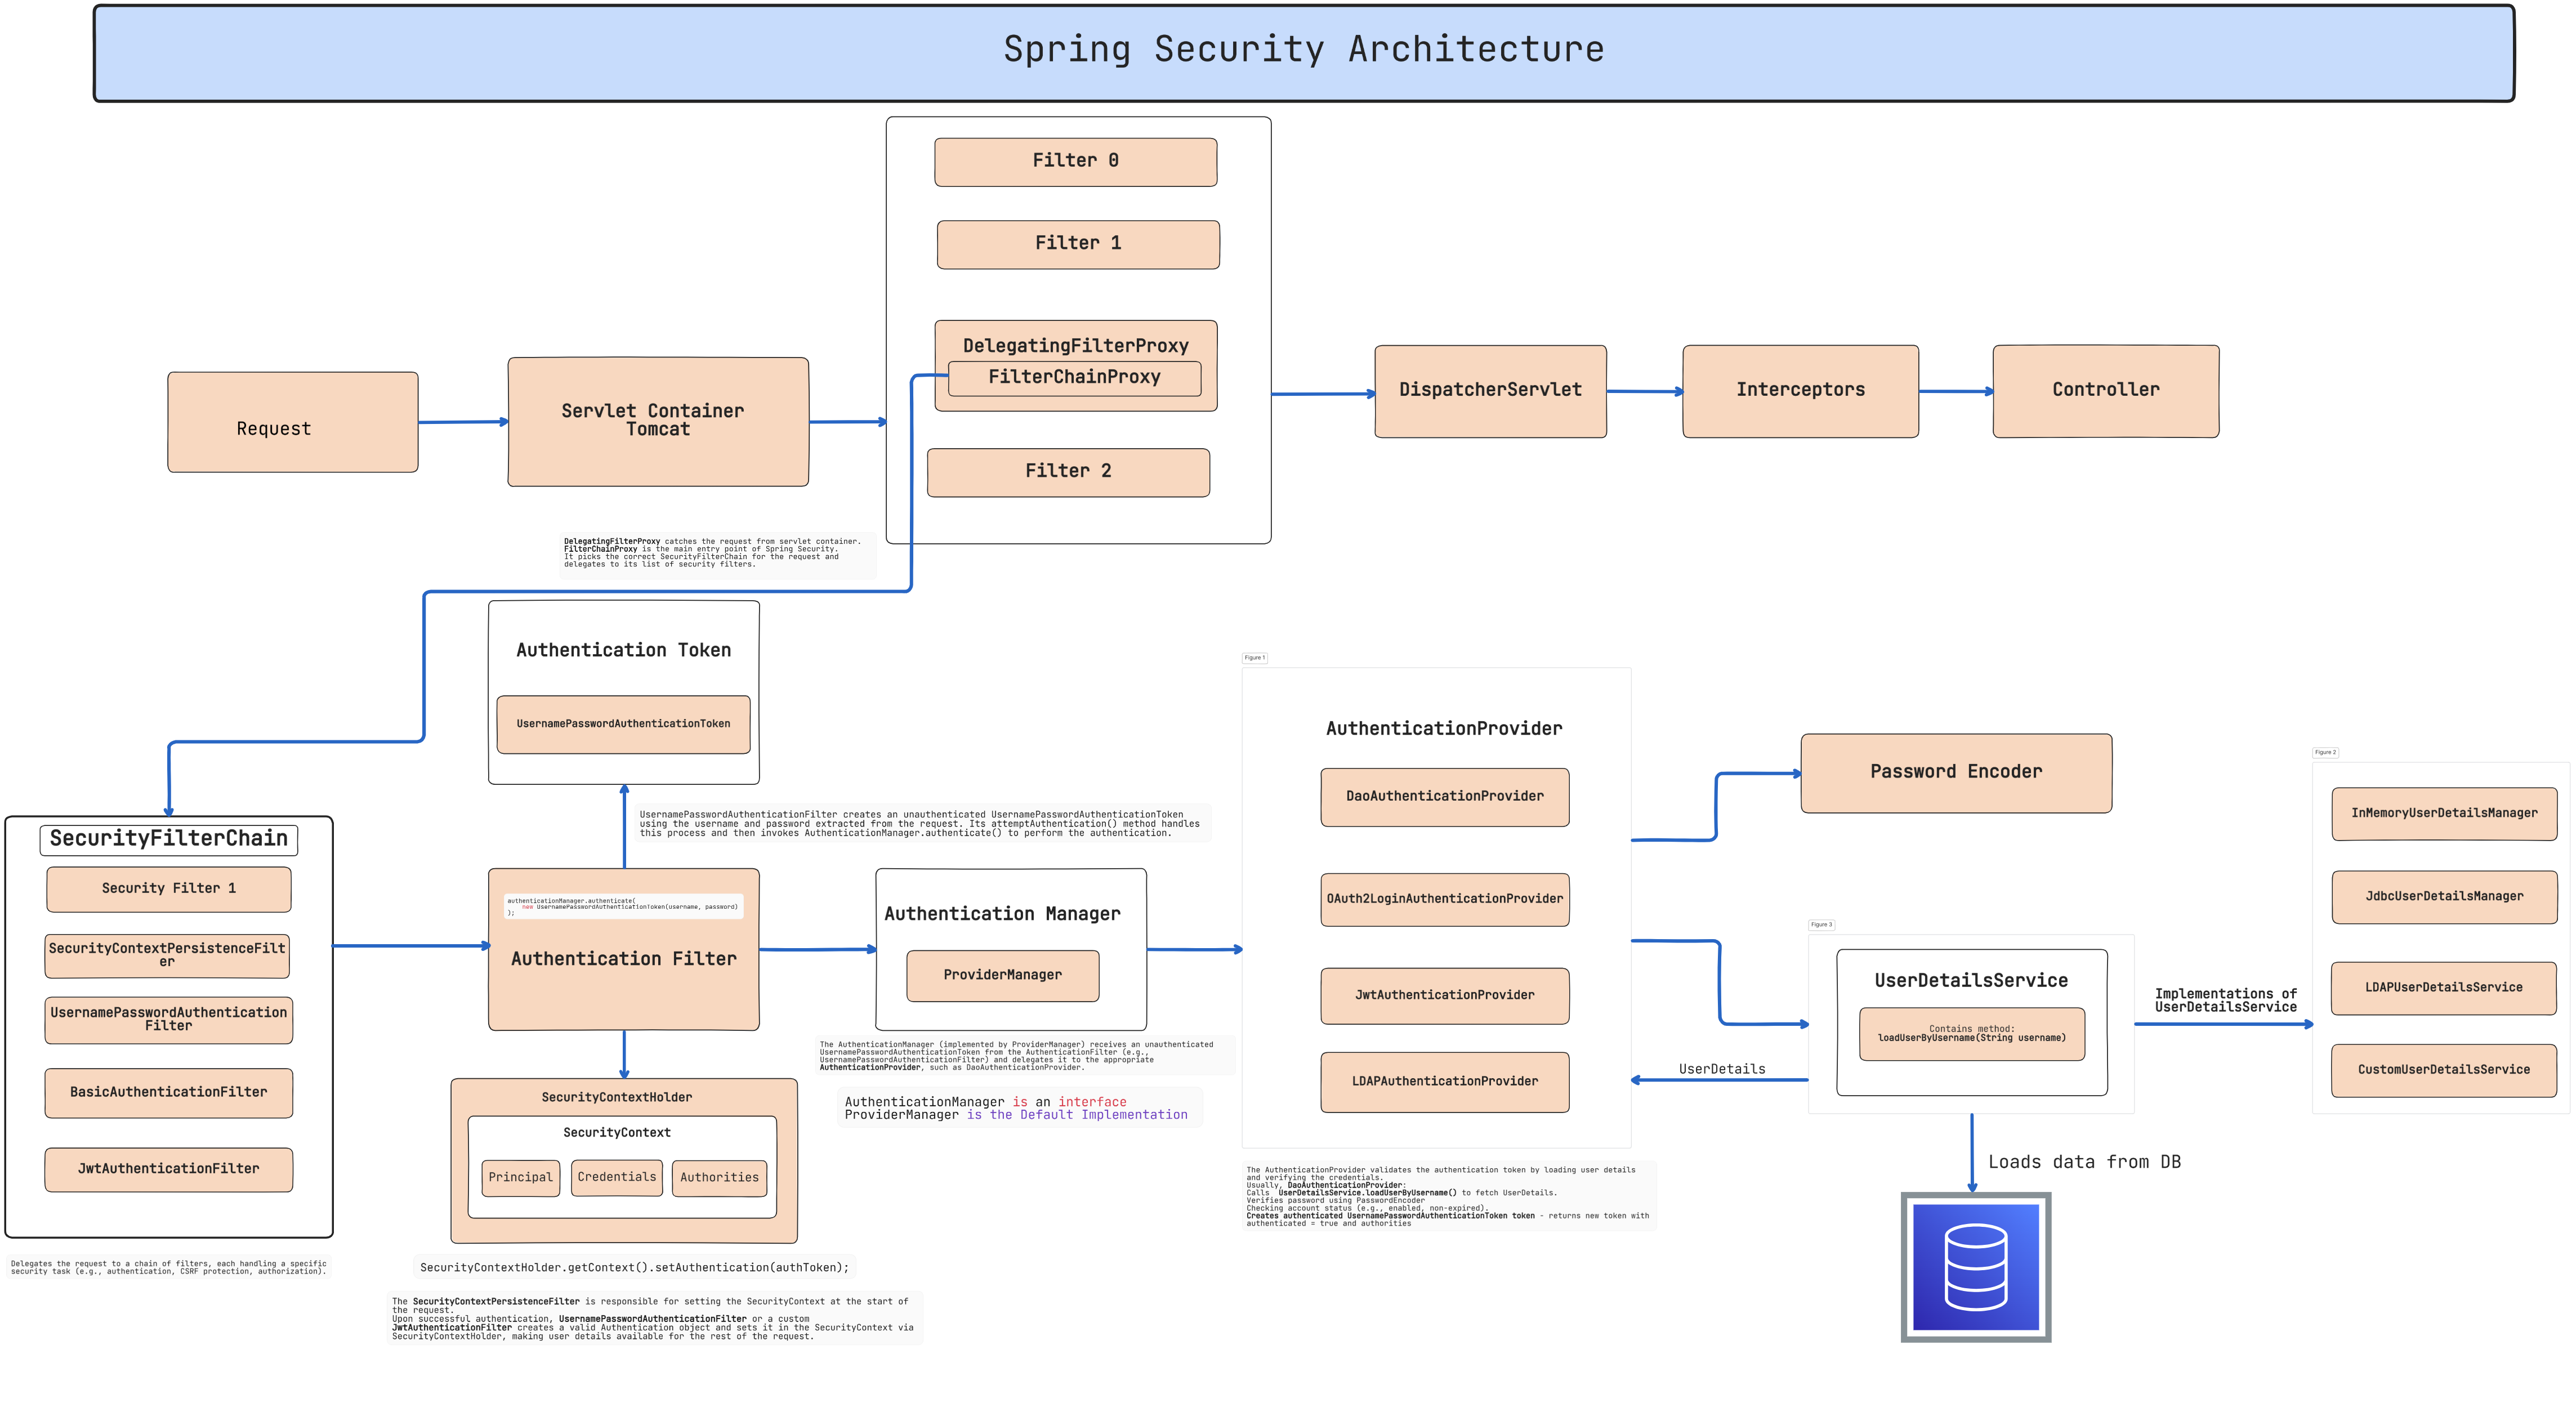 Spring Security Architecture
Filter 0
Filter 1
DelegatingFilterProxy
FilterChainProxy
Filter 2
Request
Servlet Container
Tomcat
DispatcherServlet
Interceptors
Controller
DelegatingFilterProxy catches the request from servlet container.
FilterChainProxy is the main entry point of Spring Security.
It picks the correct SecurityFilterChain for the request and
delegates to its list of security filters.
Authentication Token
UsernamePasswordAuthenticationToken
UsernamePasswordAuthenticationFilter creates an unauthenticated UsernamePasswordAuthenticationToken
using the username and password extracted from the request. Its attemptAuthentication() method handles
this process and then invokes AuthenticationManager.authenticate() to perform the authentication.
SecurityFilterChain
Security Filter 1
SecurityContextPersistenceFilt
er
UsernamePasswordAuthentication
Filter
BasicAuthenticationFilter
JwtAuthenticationFilter
Delegates the request to a chain of filters, each handling a specific
security task (e.g., authentication, CSRF protection, authorization).
authenticationManager.authenticate(
new UsernamePasswordAuthenticationToken(username, password)
);
Authentication Filter
SecurityContextHolder
SecurityContext
Principal
Credentials
Authorities
SecurityContextHolder.getContext().setAuthentication(authToken);
The SecurityContextPersistenceFilter is responsible for setting the SecurityContext at the start of
the request.
Upon successful authentication, UsernamePasswordAuthenticationFilter or a custom
JwtAuthenticationFilter creates a valid Authentication object and sets it in the SecurityContext via
SecurityContextHolder, making user details available for the rest of the request.
Authentication Manager
ProviderManager
The AuthenticationManager (implemented by ProviderManager) receives an unauthenticated
UsernamePasswordAuthenticationToken from the AuthenticationFilter (e.g.,
UsernamePasswordAuthenticationFilter) and delegates it to the appropriate
AuthenticationProvider, such as DaoAuthenticationProvider.
AuthenticationManager is an interface
ProviderManager is the Default Implementation
Figure 1
AuthenticationProvider
DaoAuthenticationProvider
OAuth2LoginAuthenticationProvider
JwtAuthenticationProvider
LDAPAuthenticationProvider
The AuthenticationProvider validates the authentication token by loading user details
and verifying the credentials.
Usually, DaoAuthenticationProvider:
Calls UserDetailsService.loadUserByUsername() to fetch UserDetails.
Verifies password using PasswordEncoder
Checking account status (e.g., enabled, non-expired).
Creates authenticated UsernamePasswordAuthenticationToken token - returns new token with
authenticated = true and authorities
Password Encoder
Figure 3
UserDetailsService
Contains method:
loadUserByUsername(String username)
UserDetails
Loads data from DB
Implementations of
UserDetailsService
Figure 2
InMemoryUserDetailsManager
JdbcUserDetailsManager
LDAPUserDetailsService
CustomUserDetailsService